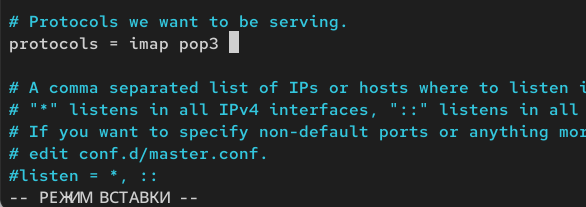 # Protocols we want to be serving.
protocols = imap pop3
# A comma separated list of IPs or hosts where to listen i
# "*" listens in all IPv4 interfaces, "::" listens in all
# If you want to specify non-default ports or anything mor
# edit conf.d/master.conf.
#listen = *, ::
-- РЕЖИМ ВСТАВКИ --